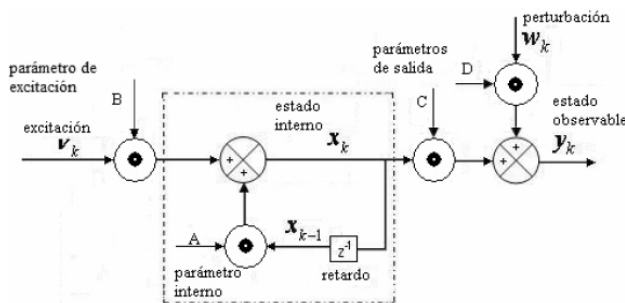 perturbación
w_k
parámetros
de salida
D
parámetro de
excitación
B
C
estado
interno
estado
observable
excitación
v_k
x_k
y_k
+
+
+
+
A
x_{k-1}
z^{-1}
parámetro
interno
retardo